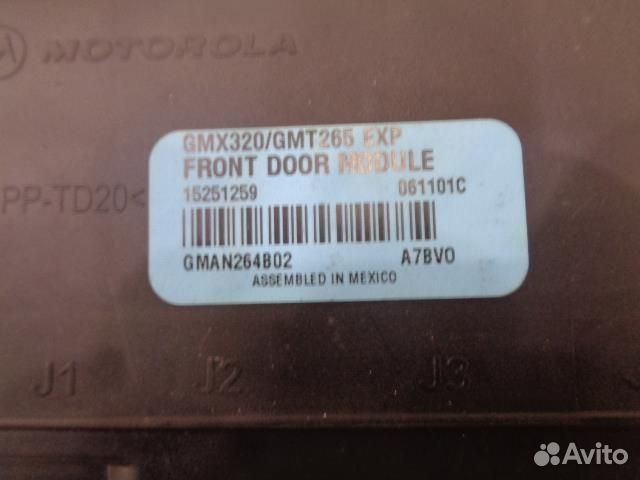 MOTOROLA
GMX320/GMT265 EXP
FRONT DOOR MODULE
15251259 061101C
PP-TD20<
GMAN264B02 A7BV0
ASSEMBLED IN MEXICO
J1 J2 J3
Avito